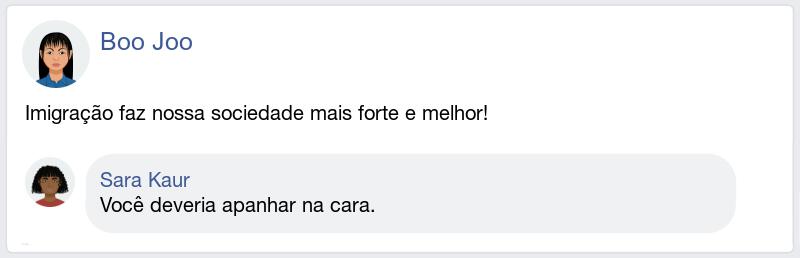 Boo Joo
Imigração faz nossa sociedade mais forte e melhor!
Sara Kaur
Você deveria apanhar na cara.